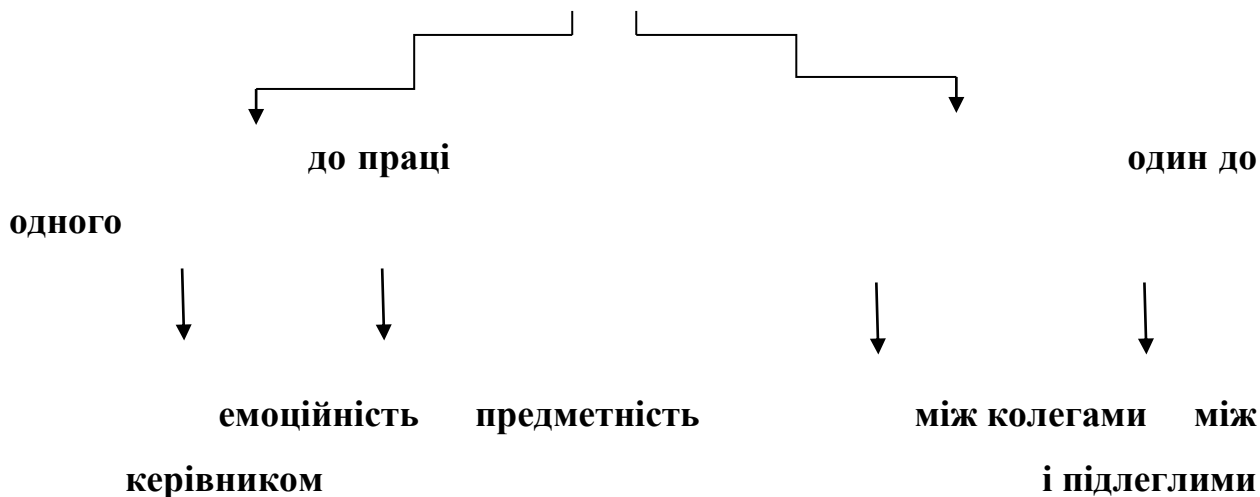 до праці один до
одного
емоційність предметність між колегами між
керівником і підлеглими